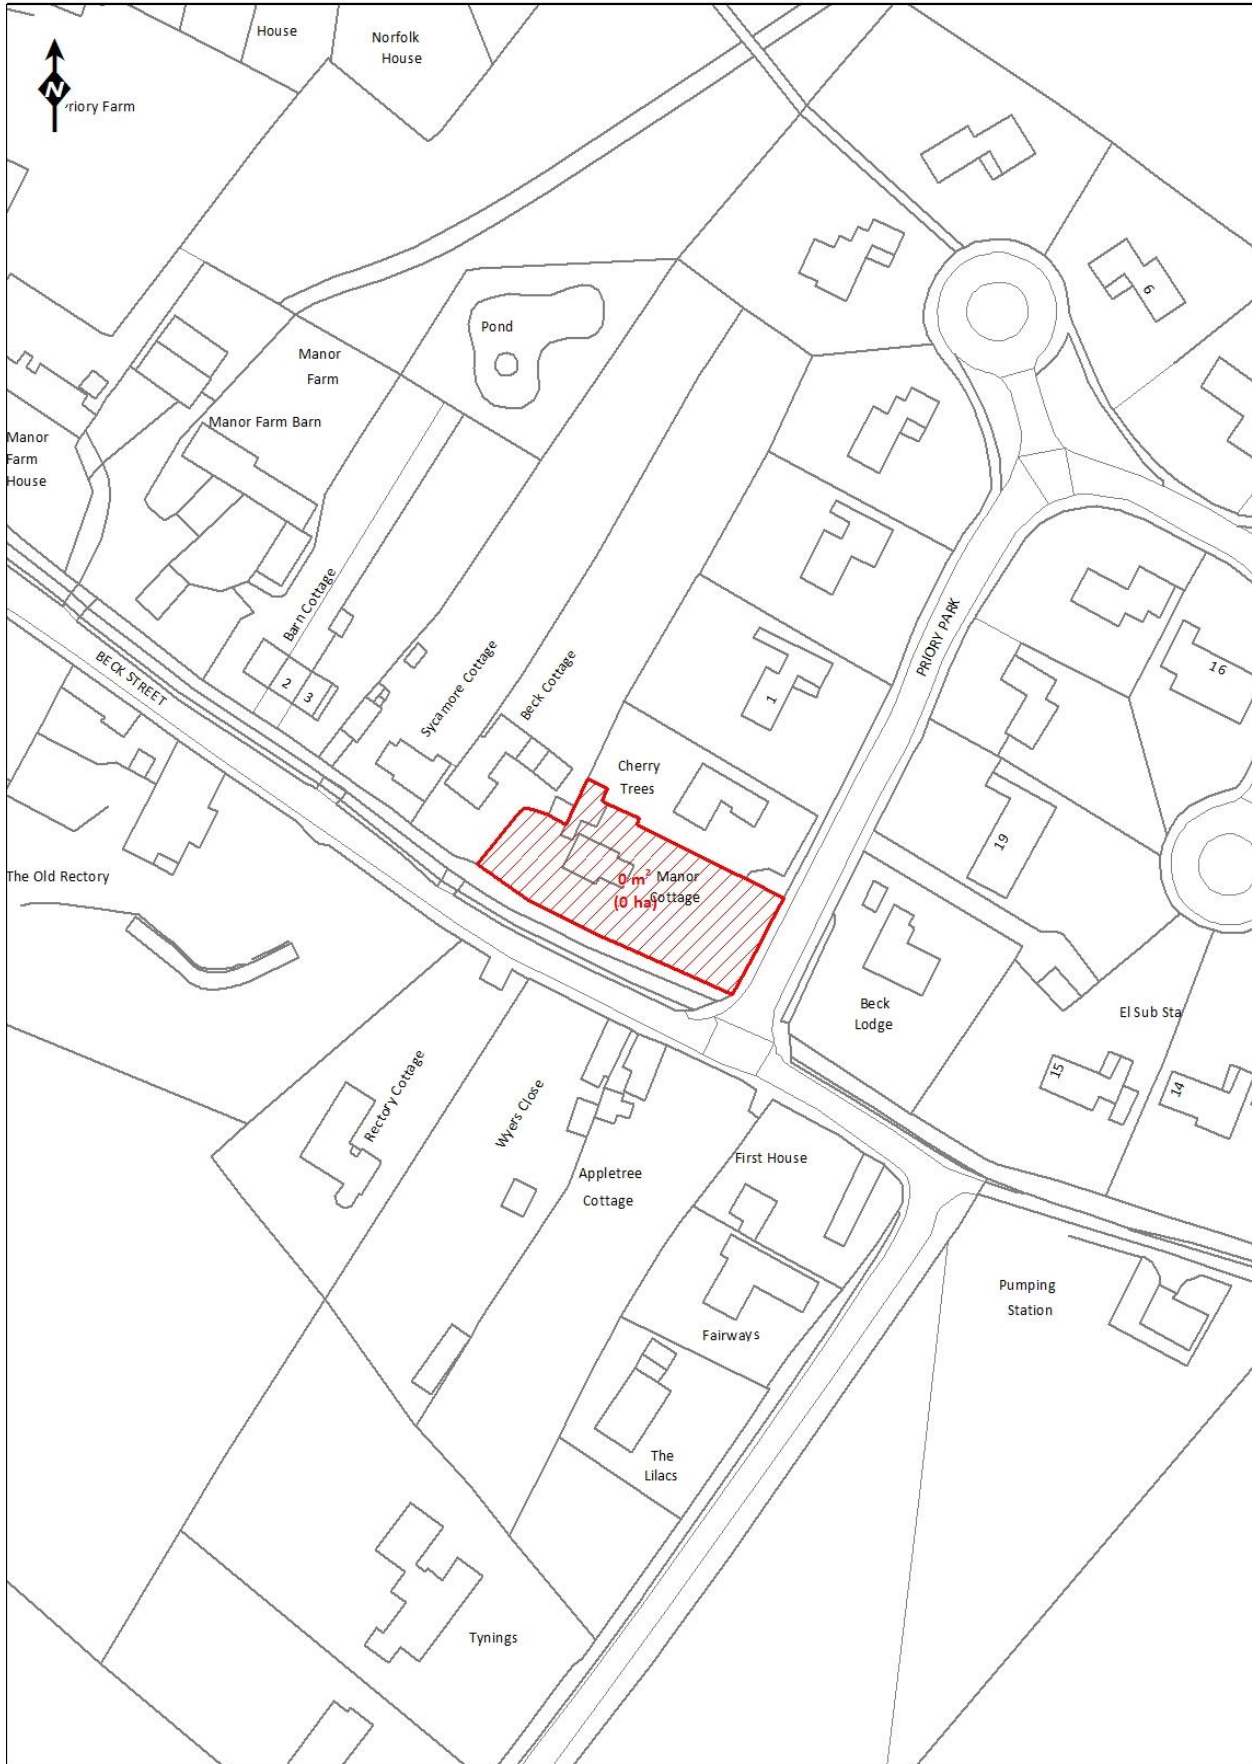 House
Norfolk
House
N
riory Farm
Pond
6
Manor
Farm
Manor Farm Barn
Manor
Farm
House
Barn Cottage
PRIORY PARK
BECK STREET
2
3
Sycamore Cottage
Beck Cottage
1
16
Cherry
Trees
19
The Old Rectory
0 m²
(0 ha)
Manor
Cottage
Beck
Lodge
El Sub Sta
15
14
Rectory Cottage
Wyers Close
Appletree
Cottage
First House
Pumping
Station
Fairways
The
Lilacs
Tynings